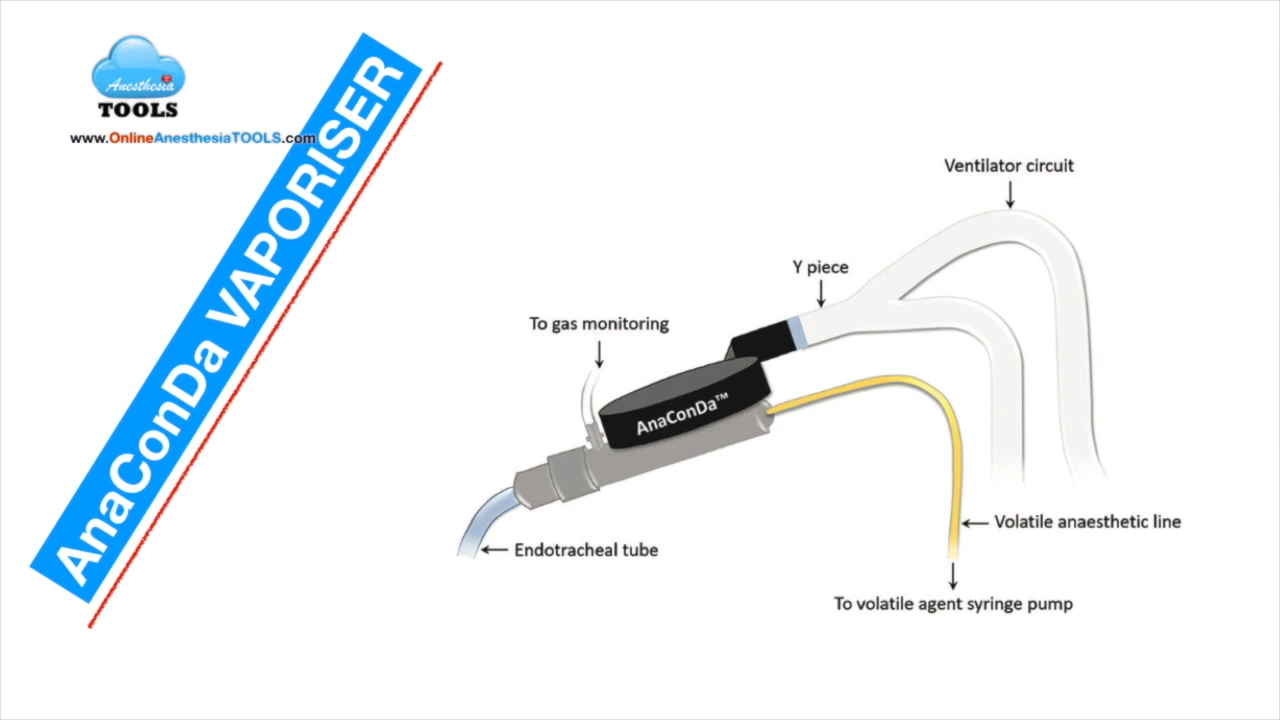 Anesthesia
TOOLS
www.OnlineAnesthesiaTOOLS.com
AnaConDa VAPORISER
Ventilator circuit
Y piece
To gas monitoring
AnaConDa™
Volatile anaesthetic line
Endotracheal tube
To volatile agent syringe pump